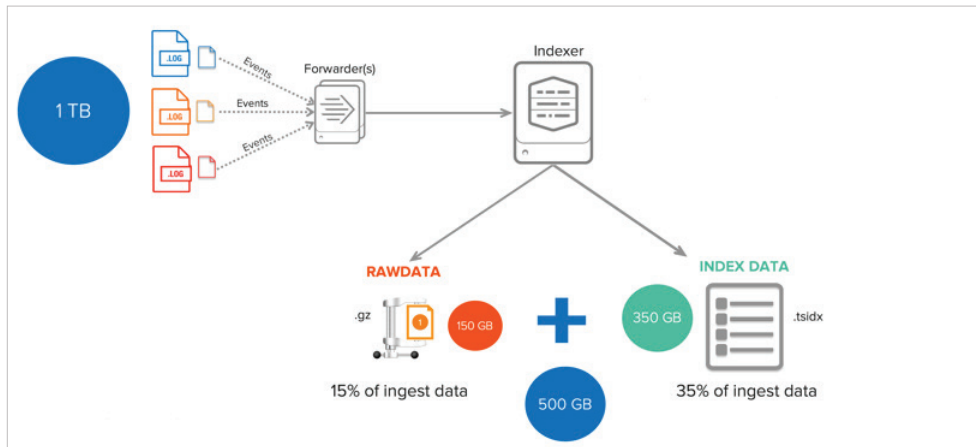 1 TB
.LOG
.LOG
.LOG
Events
Events
Events
Forwarder(s)
Indexer
RAWDATA
.gz
1
150 GB
15% of ingest data
500 GB
INDEX DATA
350 GB
.tsidx
35% of ingest data